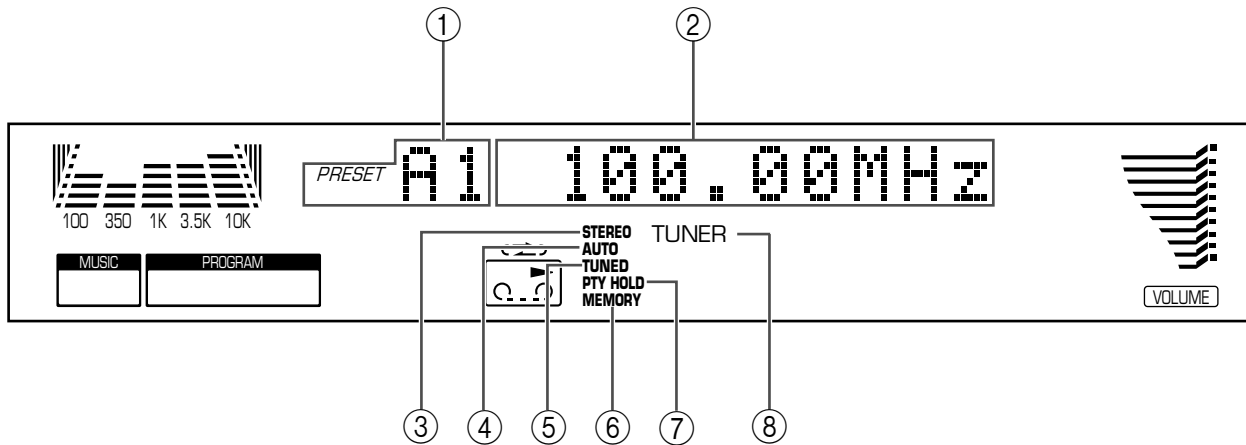 1 2
PRESET A1 100.00MHz
100 350 1K 3.5K 10K
STEREO TUNER
AUTO
TUNED
PTY HOLD
MEMORY
MUSIC PROGRAM
VOLUME
3 4 5 6 7 8